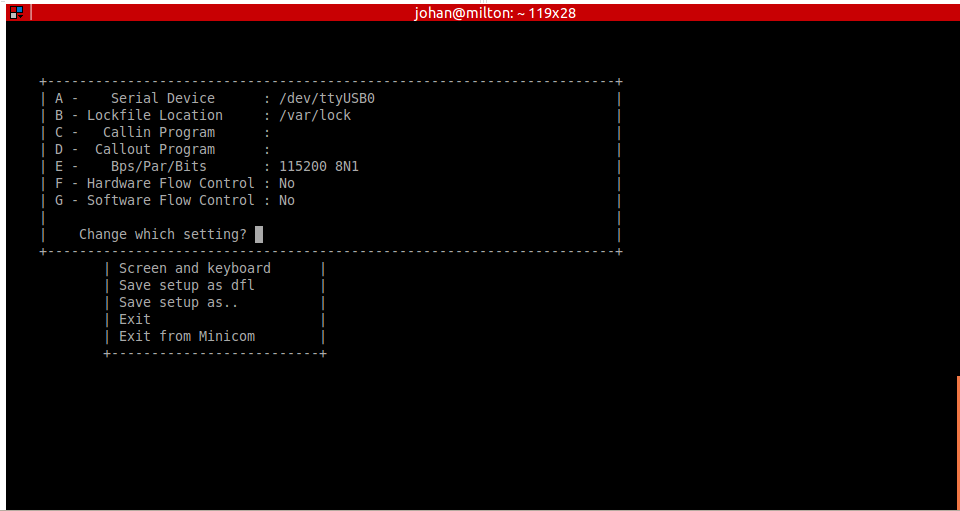 johan@milton: ~ 119x28
+-----------------------------------------------------------------------+
| A -    Serial Device      : /dev/ttyUSB0                              |
| B - Lockfile Location     : /var/lock                                 |
| C -   Callin Program      :                                           |
| D -  Callout Program      :                                           |
| E -    Bps/Par/Bits       : 115200 8N1                                |
| F - Hardware Flow Control : No                                        |
| G - Software Flow Control : No                                        |
|                                                                       |
|    Change which setting?                                              |
+-----------------------------------------------------------------------+
        | Screen and keyboard      |
        | Save setup as dfl        |
        | Save setup as..          |
        | Exit                     |
        | Exit from Minicom        |
        +--------------------------+